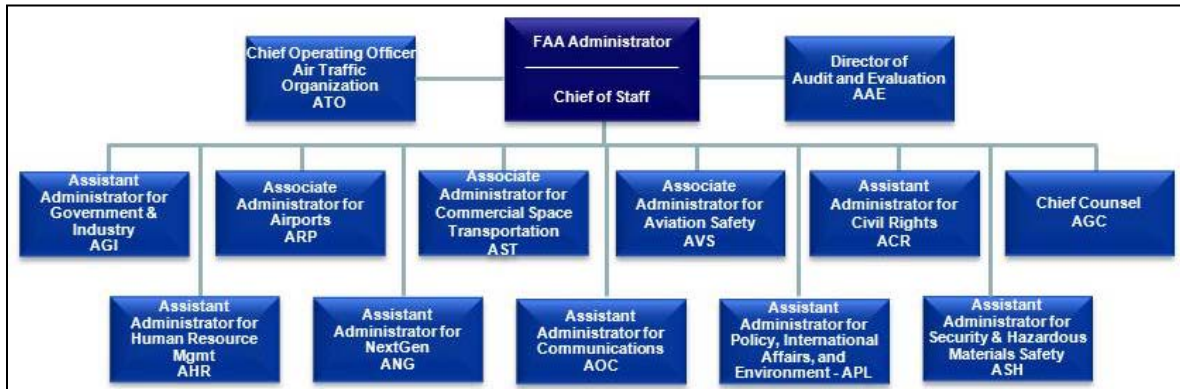 Chief Operating Officer
Air Traffic
Organization
ATO
FAA Administrator
Chief of Staff
Director of
Audit and Evaluation
AAE
Assistant
Administrator for
Government &
Industry
AGI
Associate
Administrator for
Airports
ARP
Associate
Administrator for
Commercial Space
Transportation
AST
Associate
Administrator for
Aviation Safety
AVS
Assistant
Administrator for
Civil Rights
ACR
Chief Counsel
AGC
Assistant
Administrator for
Human Resource
Mgmt
AHR
Assistant
Administrator for
NextGen
ANG
Assistant
Administrator for
Communications
AOC
Assistant
Administrator for
Policy, International
Affairs, and
Environment - APL
Assistant
Administrator for
Security & Hazardous
Materials Safety
ASH